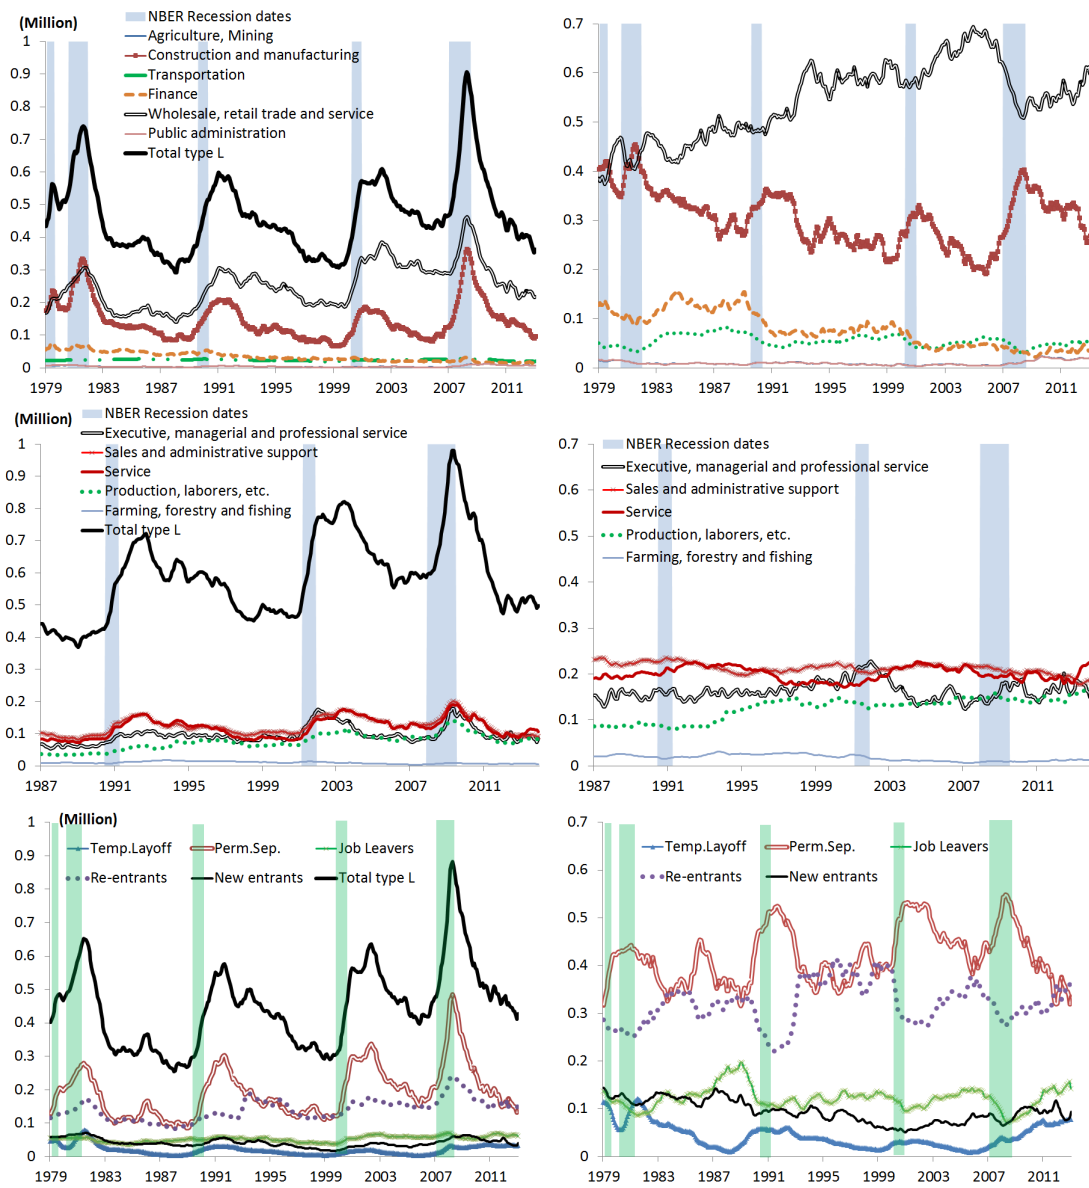 (Million)
NBER Recession dates
Agriculture, Mining
Construction and manufacturing
Transportation
Finance
Wholesale, retail trade and service
Public administration
Total type L
1
0.9
0.8
0.7
0.6
0.5
0.4
0.3
0.2
0.1
0
1979 1983 1987 1991 1995 1999 2003 2007 2011
0.7
0.6
0.5
0.4
0.3
0.2
0.1
0
1979 1983 1987 1991 1995 1999 2003 2007 2011
(Million)
NBER Recession dates
Executive, managerial and professional service
Sales and administrative support
Service
Production, laborers, etc.
Farming, forestry and fishing
Total type L
1
0.9
0.8
0.7
0.6
0.5
0.4
0.3
0.2
0.1
0
1987 1991 1995 1999 2003 2007 2011
NBER Recession dates
Executive, managerial and professional service
Sales and administrative support
Service
Production, laborers, etc.
Farming, forestry and fishing
0.7
0.6
0.5
0.4
0.3
0.2
0.1
0
1987 1991 1995 1999 2003 2007 2011
(Million)
Temp.Layoff Perm.Sep. Job Leavers
Re-entrants New entrants Total type L
1
0.9
0.8
0.7
0.6
0.5
0.4
0.3
0.2
0.1
0
1979 1983 1987 1991 1995 1999 2003 2007 2011
Temp.Layoff Perm.Sep. Job Leavers
Re-entrants New entrants
0.7
0.6
0.5
0.4
0.3
0.2
0.1
0
1979 1983 1987 1991 1995 1999 2003 2007 2011